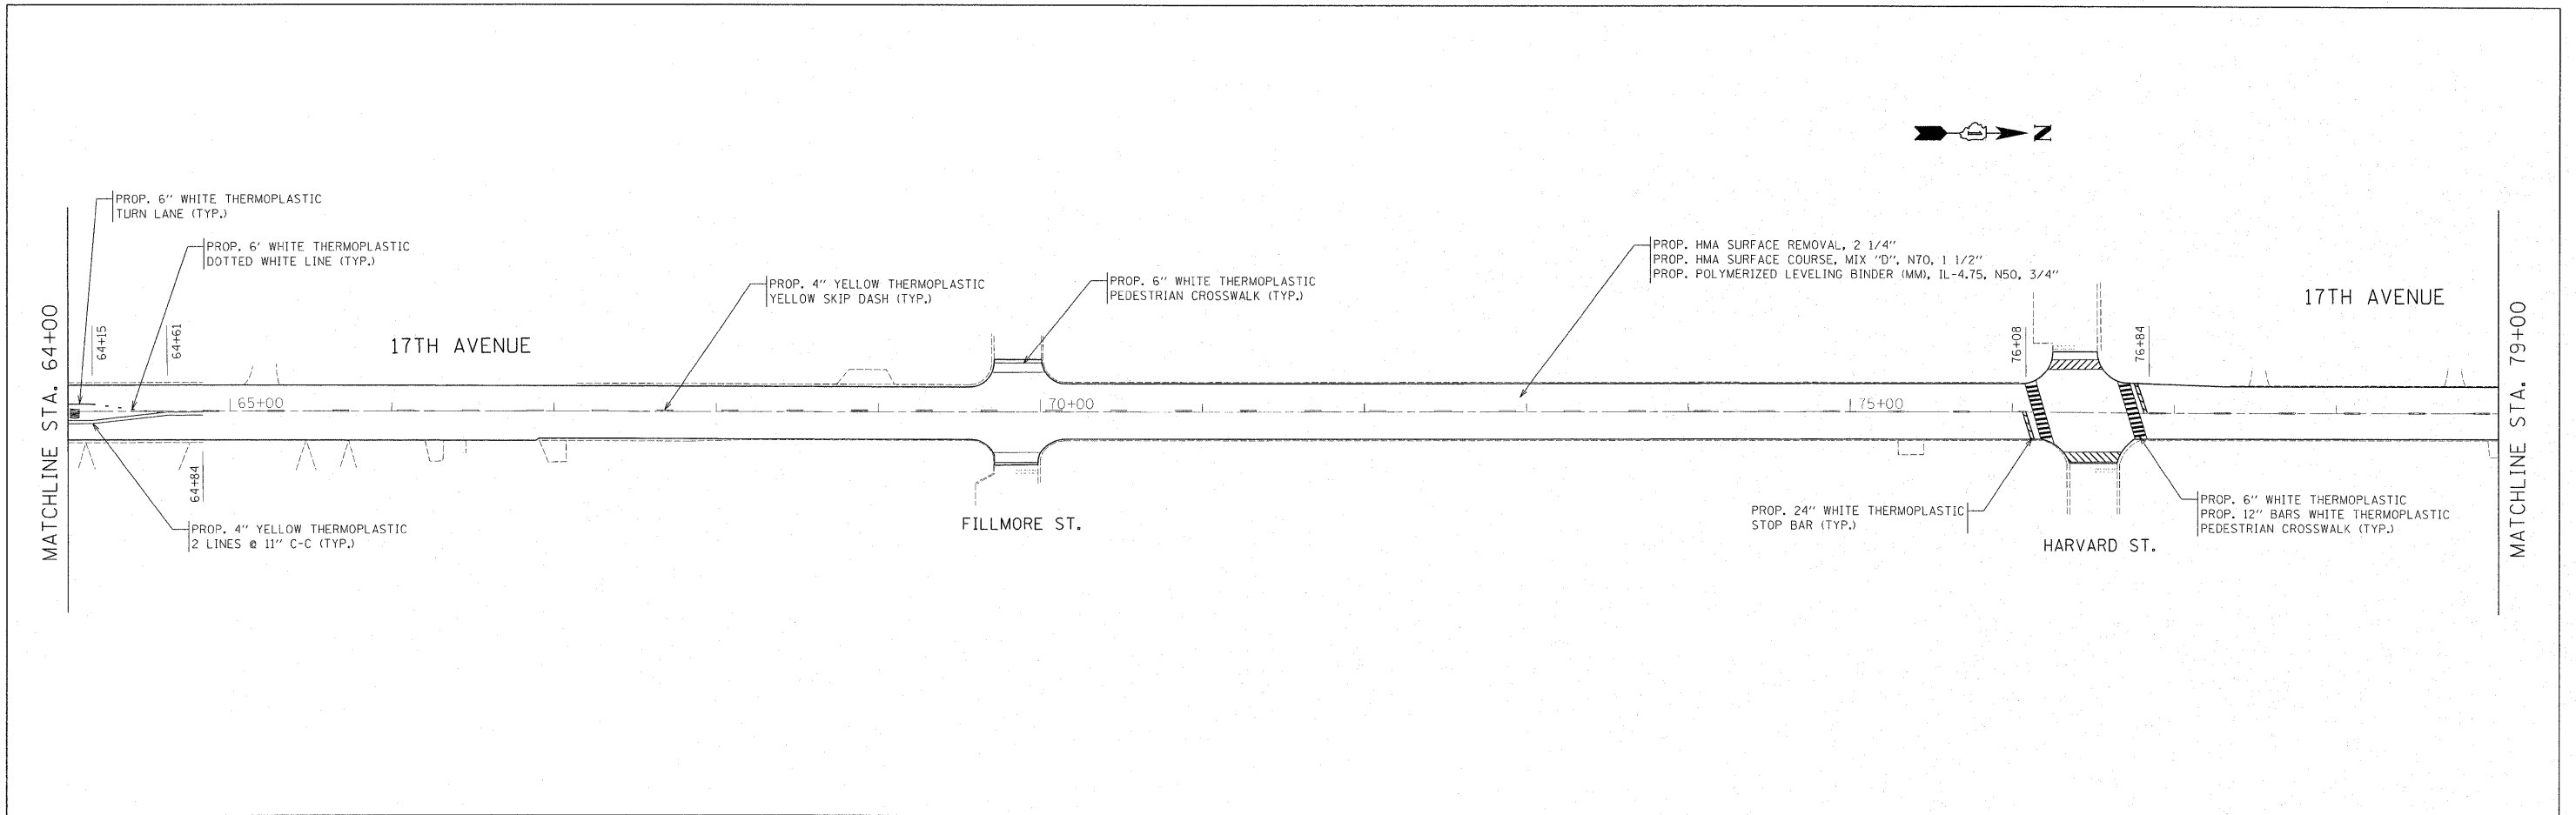 N
PROP. 6" WHITE THERMOPLASTIC
TURN LANE (TYP.)
PROP. 6' WHITE THERMOPLASTIC
DOTTED WHITE LINE (TYP.)
PROP. 4" YELLOW THERMOPLASTIC
YELLOW SKIP DASH (TYP.)
PROP. 6" WHITE THERMOPLASTIC
PEDESTRIAN CROSSWALK (TYP.)
PROP. HMA SURFACE REMOVAL, 2 1/4"
PROP. HMA SURFACE COURSE, MIX "D", N70, 1 1/2"
PROP. POLYMERIZED LEVELING BINDER (MM), IL-4.75, N50, 3/4"
17TH AVENUE
17TH AVENUE
MATCHLINE STA. 64+00
64+15
64+61
76+08
76+84
MATCHLINE STA. 79+00
65+00
70+00
75+00
64+84
PROP. 4" YELLOW THERMOPLASTIC
2 LINES @ 11" C-C (TYP.)
FILLMORE ST.
PROP. 24" WHITE THERMOPLASTIC
STOP BAR (TYP.)
HARVARD ST.
PROP. 6" WHITE THERMOPLASTIC
PROP. 12" BARS WHITE THERMOPLASTIC
PEDESTRIAN CROSSWALK (TYP.)